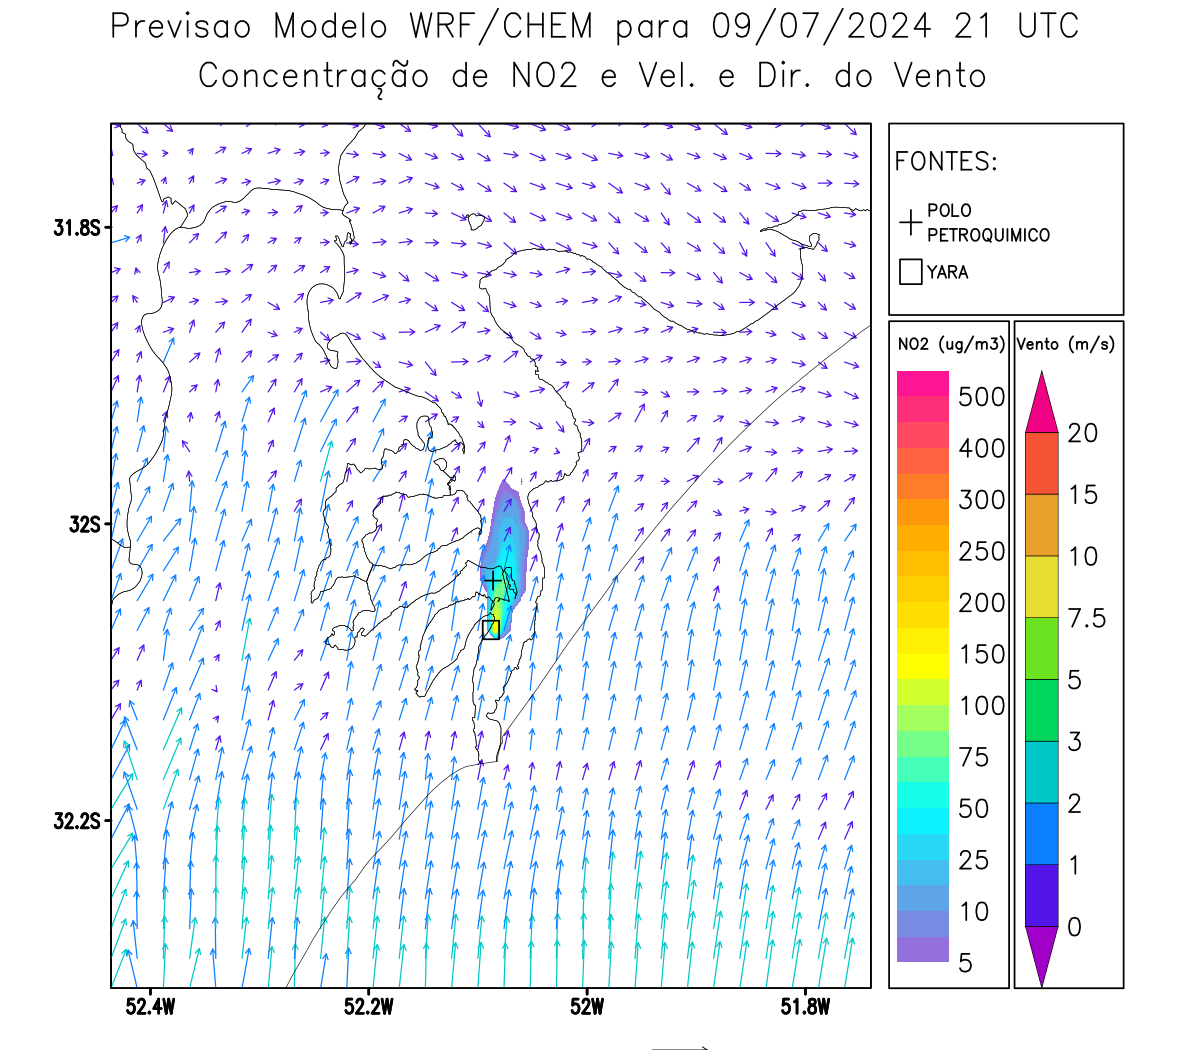 Previsao Modelo WRF/CHEM para 09/07/2024 21 UTC
Concentração de NO2 e Vel. e Dir. do Vento
FONTES:
POLO
PETROQUIMICO
YARA
31.8S
32S
32.2S
52.4W 52.2W 52W 51.8W
NO2 (ug/m3)
500
400
300
250
200
150
100
75
50
25
10
5
Vento (m/s)
20
15
10
7.5
5
3
2
1
0